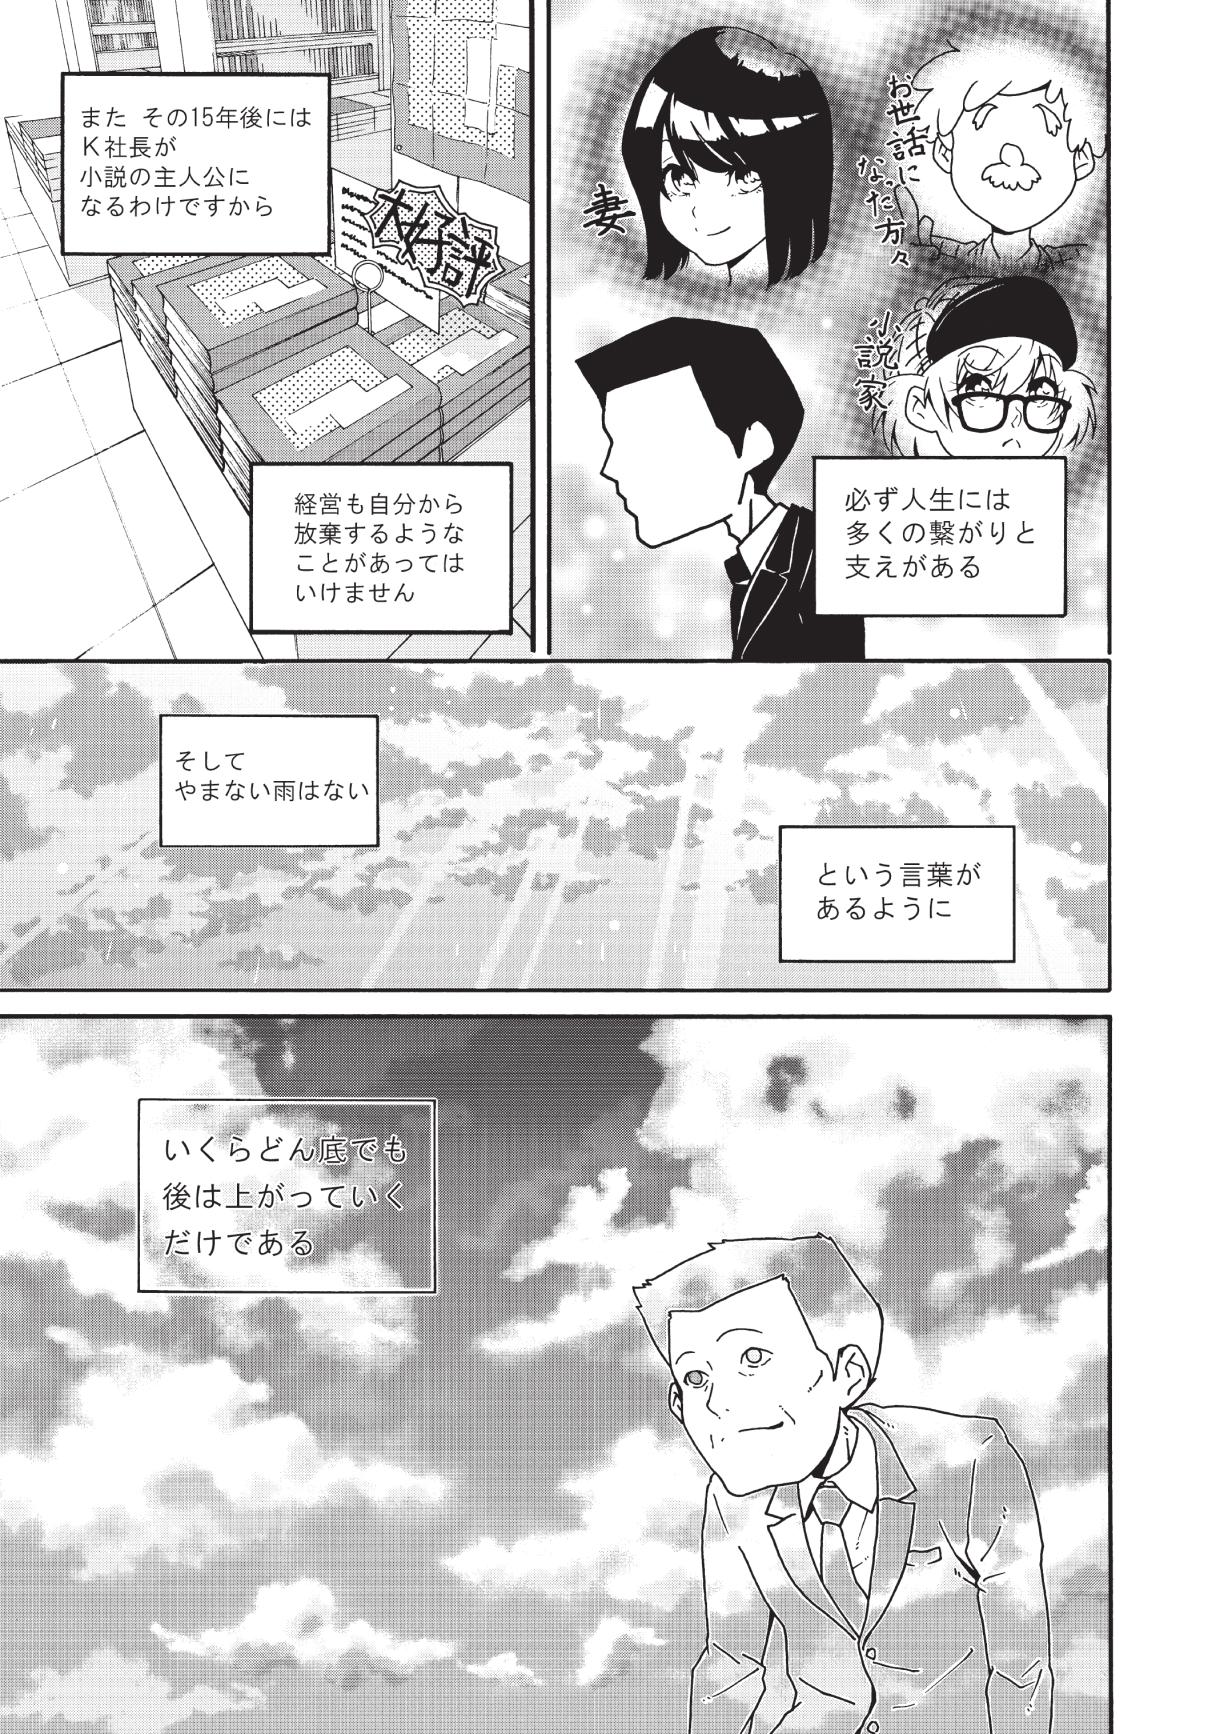 妻
お世話に
なった方々
小説家
必ず人生には
多くの繋がりと
支えがある
また その15年後には
K社長が
小説の主人公に
なるわけですから
大好評
経営も自分から
放棄するような
ことがあっては
いけません
そして
やまない雨はない
という言葉が
あるように
いくらどん底でも
後は上がっていく
だけである